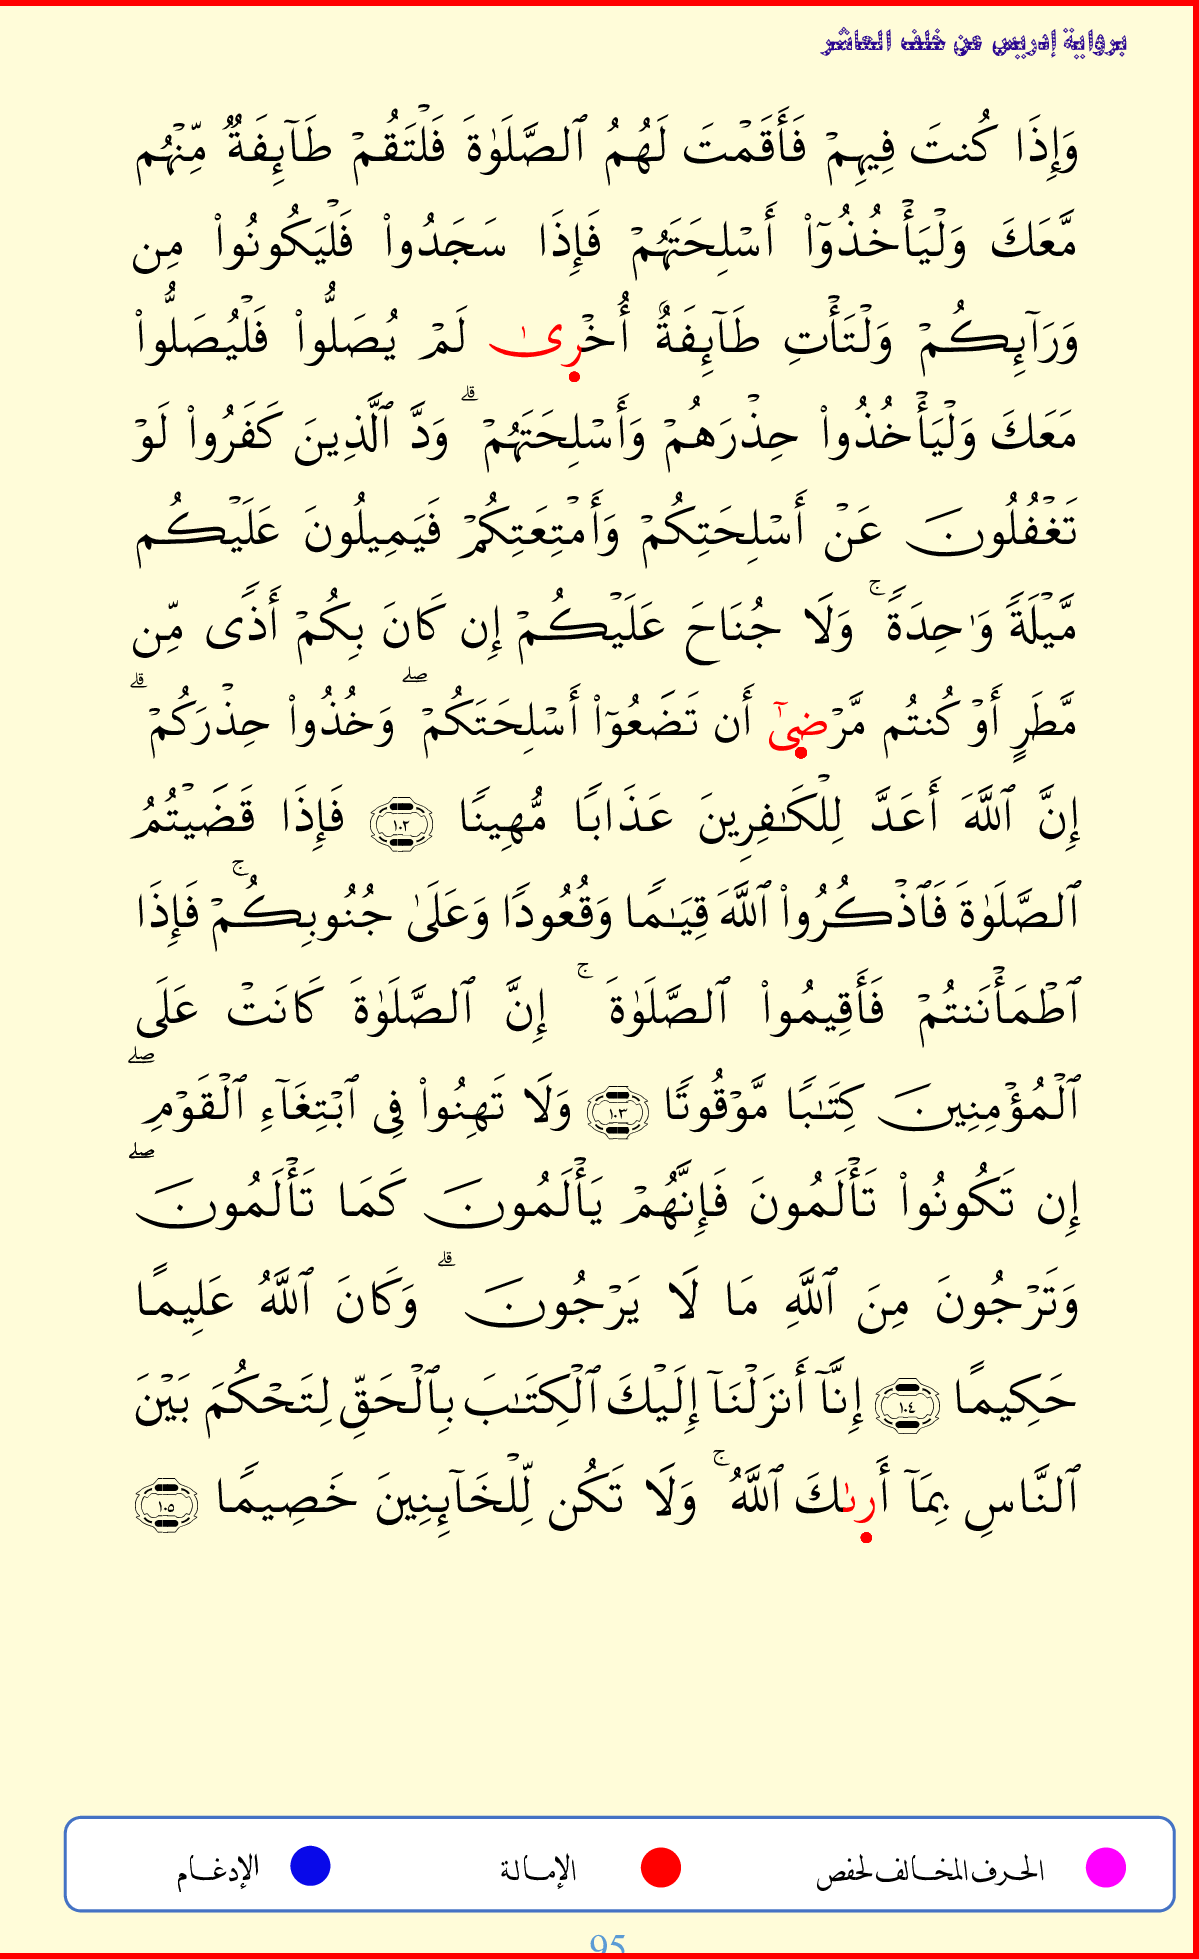 برواية إدريس عن خلف العاشر
وَإِذَا كُنتَ فِيهِمۡ فَأَقَمۡتَ لَهُمُ ٱلصَّلَوٰةَ فَلۡتَقُمۡ طَآئِفَةٌ مِّنۡهُم
مَّعَكَ وَلۡيَأۡخُذُوٓاْ أَسۡلِحَتَهُمۡ فَإِذَا سَجَدُواْ فَلۡيَكُونُواْ مِن
وَرَآئِكُمۡ وَلۡتَأۡتِ طَآئِفَةٌ أُخۡرِىٰ لَمۡ يُصَلُّواْ فَلۡيُصَلُّواْ
مَعَكَ وَلۡيَأۡخُذُواْ حِذۡرَهُمۡ وَأَسۡلِحَتَهُمۡۗ وَدَّ ٱلَّذِينَ كَفَرُواْ لَوۡ
تَغۡفُلُونَ عَنۡ أَسۡلِحَتِكُمۡ وَأَمۡتِعَتِكُمۡ فَيَمِيلُونَ عَلَيۡكُم
مَّيۡلَةً وَٰحِدَةًۚ وَلَا جُنَاحَ عَلَيۡكُمۡ إِن كَانَ بِكُمۡ أَذًى مِّن
مَّطَرٍ أَوۡ كُنتُم مَّرۡضِىٰٓ أَن تَضَعُوٓاْ أَسۡلِحَتَكُمۡۖ وَخُذُواْ حِذۡرَكُمۡۗ
إِنَّ ٱللَّهَ أَعَدَّ لِلۡكَٰفِرِينَ عَذَابًا مُّهِينًا ١٠٢ فَإِذَا قَضَيۡتُمُ
ٱلصَّلَوٰةَ فَٱذۡكُرُواْ ٱللَّهَ قِيَٰمًا وَقُعُودًا وَعَلَىٰ جُنُوبِكُمۡۚ فَإِذَا
ٱطۡمَأۡنَنتُمۡ فَأَقِيمُواْ ٱلصَّلَوٰةَۚ إِنَّ ٱلصَّلَوٰةَ كَانَتۡ عَلَى
ٱلۡمُؤۡمِنِينَ كِتَٰبًا مَّوۡقُوتًا ١٠٣ وَلَا تَهِنُواْ فِى ٱبۡتِغَآءِ ٱلۡقَوۡمِۖ
إِن تَكُونُواْ تَأۡلَمُونَ فَإِنَّهُمۡ يَأۡلَمُونَ كَمَا تَأۡلَمُونَۖ
وَتَرۡجُونَ مِنَ ٱللَّهِ مَا لَا يَرۡجُونَۗ وَكَانَ ٱللَّهُ عَلِيمًا
حَكِيمًا ١٠٤ إِنَّآ أَنزَلۡنَآ إِلَيۡكَ ٱلۡكِتَٰبَ بِٱلۡحَقِّ لِتَحۡكُمَ بَيۡنَ
ٱلنَّاسِ بِمَآ أَرِىٰكَ ٱللَّهُۚ وَلَا تَكُن لِّلۡخَآئِنِينَ خَصِيمًا ١٠٥
الحرف المخالف لحفص الإمالة الإدغام
95